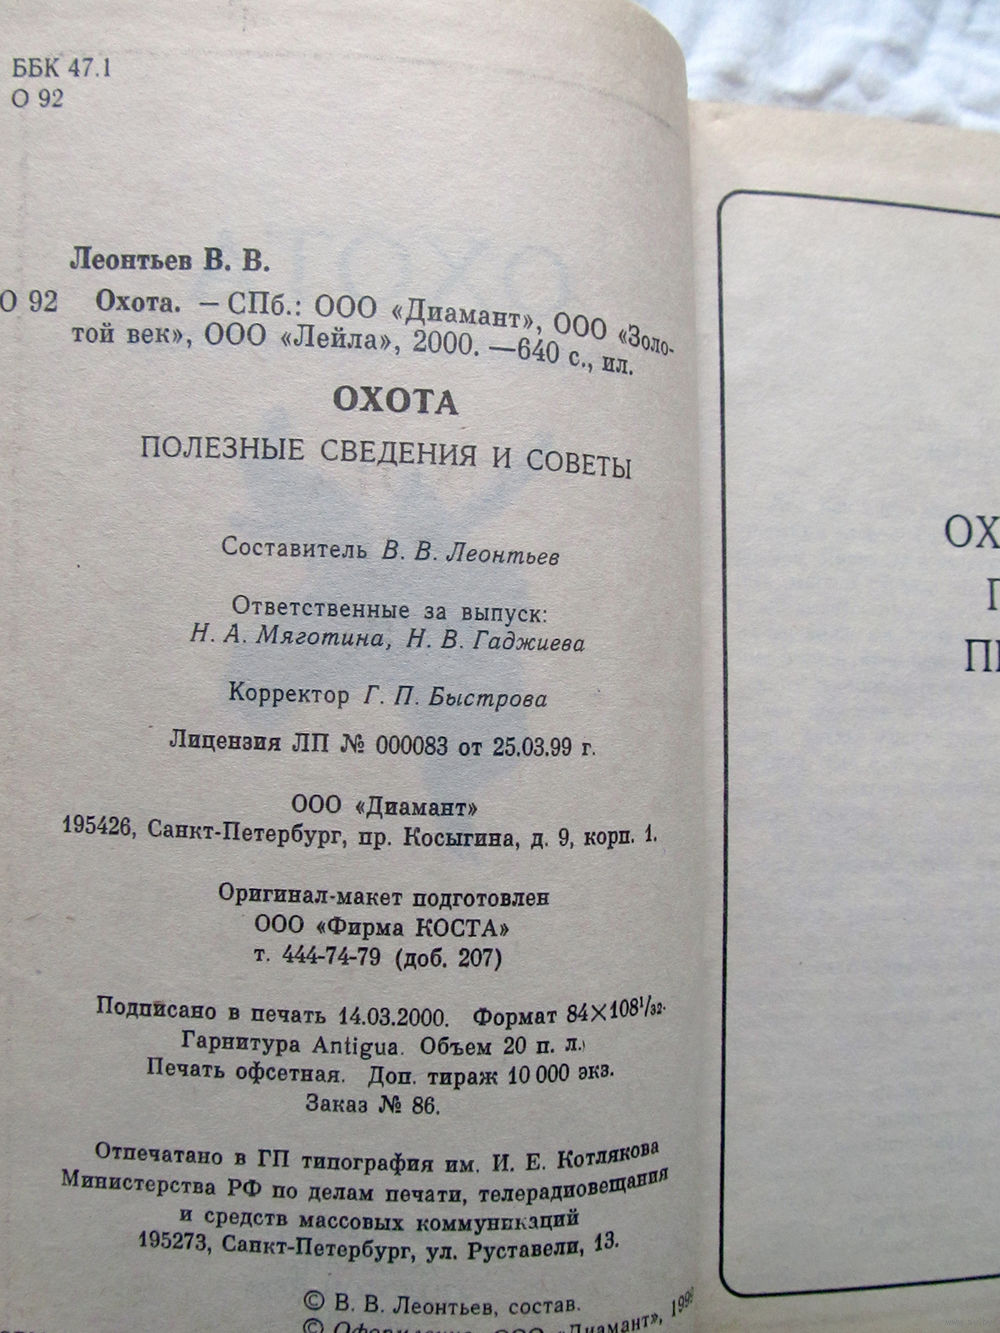 ББК 47.1
О 92
Леонтьев В. В.
О 92 Охота. — СПб.: ООО «Диамант», ООО «Золо-
той век», ООО «Лейла», 2000. —640 с., ил.
ОХОТА
ПОЛЕЗНЫЕ СВЕДЕНИЯ И СОВЕТЫ
Составитель В. В. Леонтьев
Ответственные за выпуск:
Н. А. Мяготина, Н. В. Гаджиева
Корректор Г. П. Быстрова
Лицензия ЛП № 000083 от 25.03.99 г.
ООО «Диамант»
195426, Санкт-Петербург, пр. Косыгина, д. 9, корп. 1.
Оригинал-макет подготовлен
ООО «Фирма КОСТА»
т. 444-74-79 (доб. 207)
Подписано в печать 14.03.2000. Формат 84×108¹/₃₂.
Гарнитура Antigua. Объем 20 п. л.
Печать офсетная. Доп. тираж 10 000 экз.
Заказ № 86.
Отпечатано в ГП типография им. И. Е. Котлякова
Министерства РФ по делам печати, телерадиовещания
и средств массовых коммуникаций
195273, Санкт-Петербург, ул. Руставели, 13.
© В. В. Леонтьев, состав.
© ООО «Диамант»,
ОХ